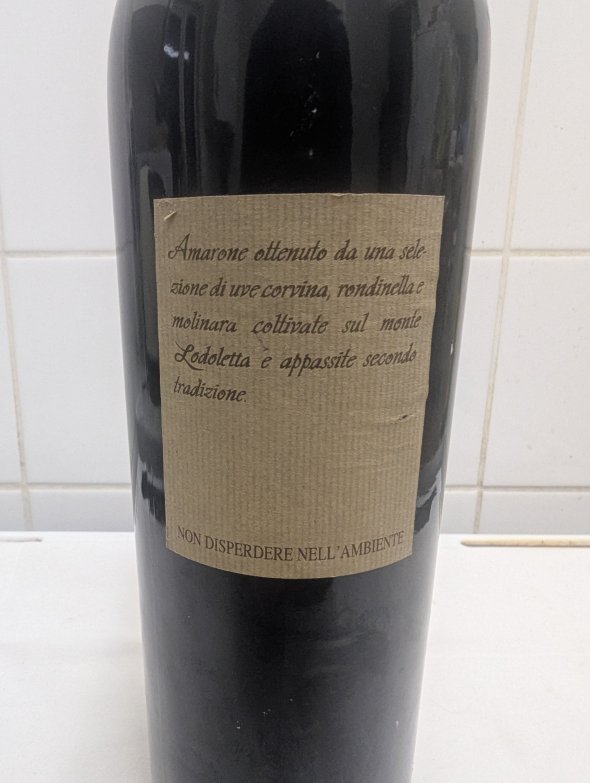 Amarone ottenuto da una sele-
zione di uve corvina, rondinella e
molinara coltivate sul monte
Lodoletta e appassite secondo
tradizione.
NON DISPERDERE NELL'AMBIENTE